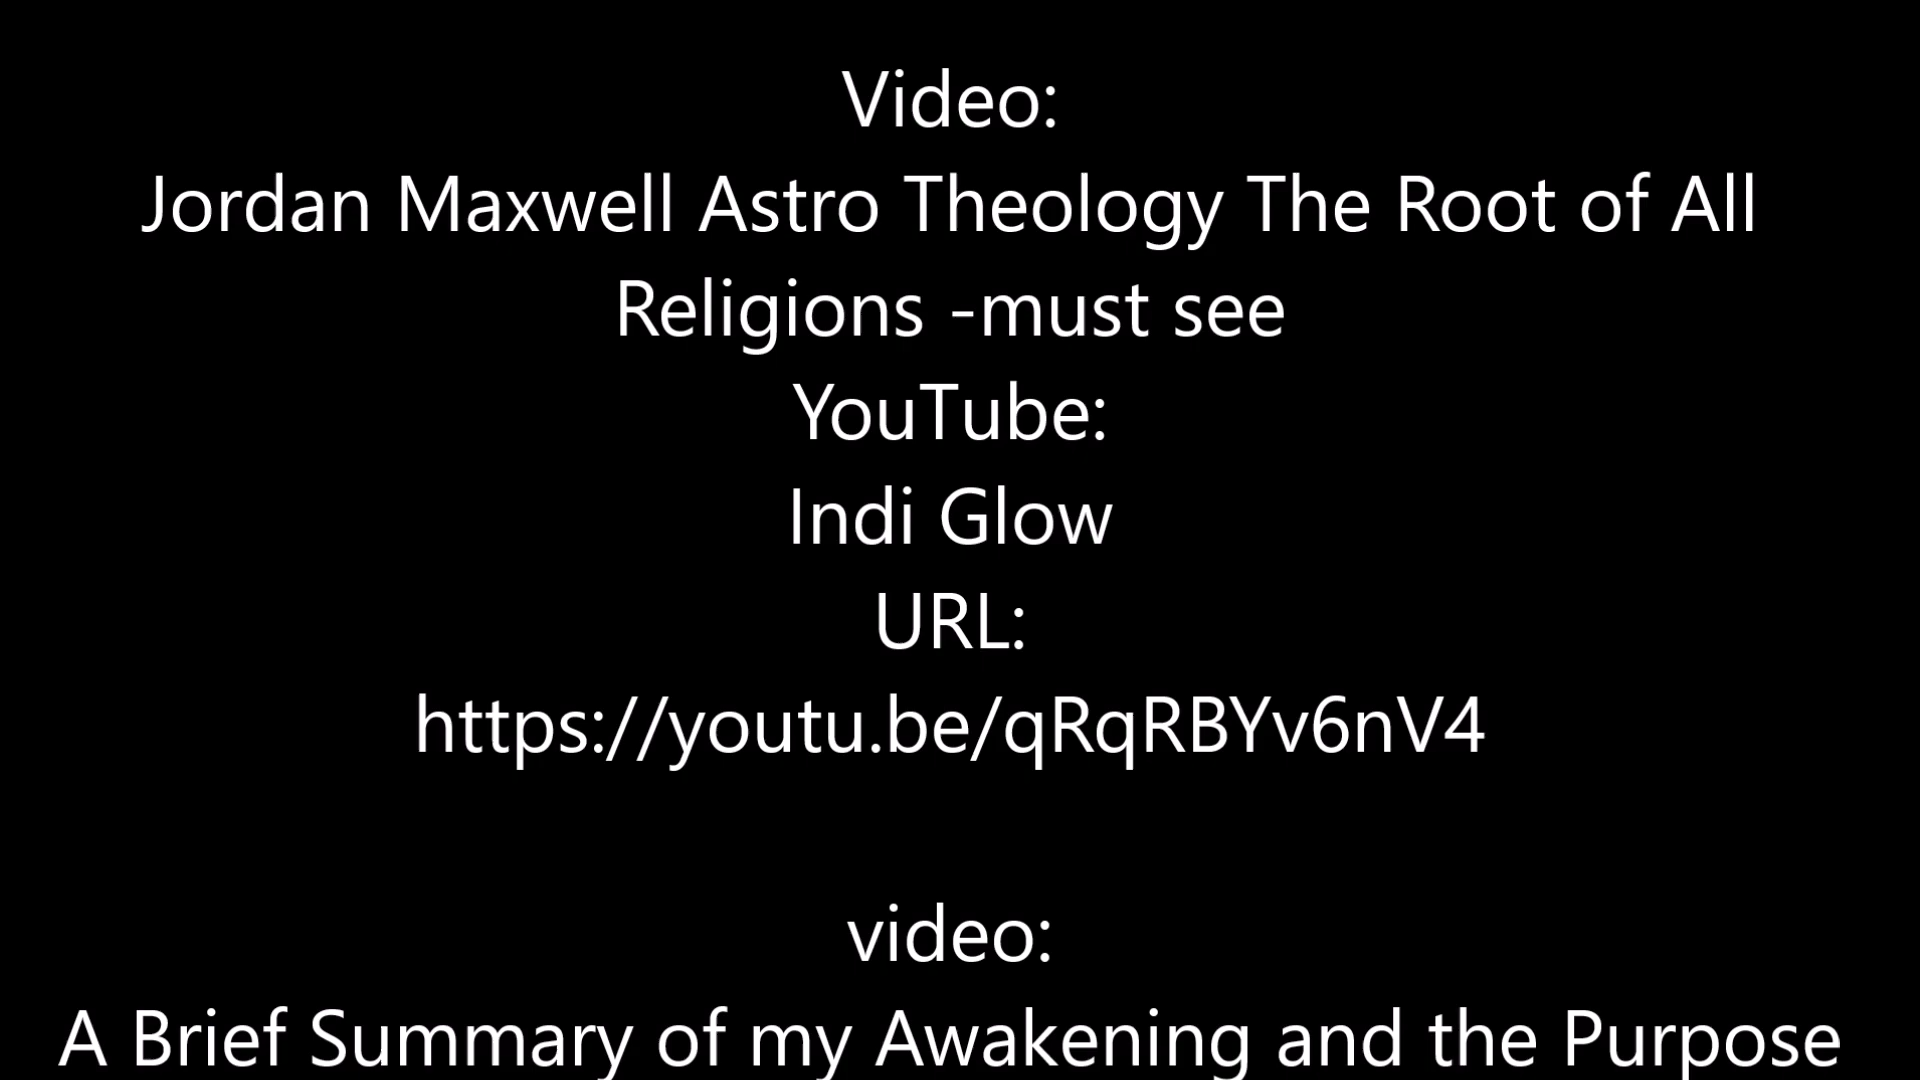 Video:
Jordan Maxwell Astro Theology The Root of All
Religions -must see
YouTube:
Indi Glow
URL:
https://youtu.be/qRqRBYv6nV4
video:
A Brief Summary of my Awakening and the Purpose